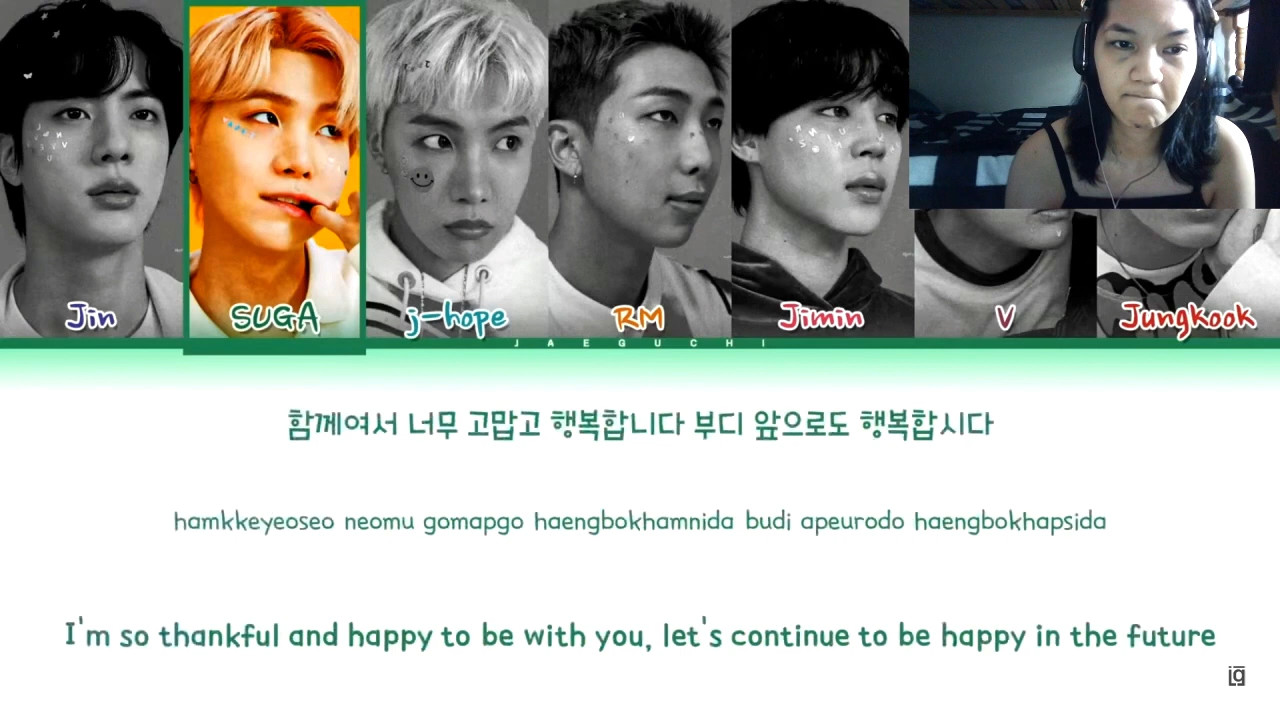 Jin
SUGA
j-hope
RM
Jimin
V
Jungkook
JAEGUCHI
함께여서 너무 고맙고 행복합니다 부디 앞으로도 행복합시다
hamkkeyeoseo neomu gomapgo haengbokhamnida budi apeurodo haengbokhapsida
I'm so thankful and happy to be with you, let's continue to be happy in the future